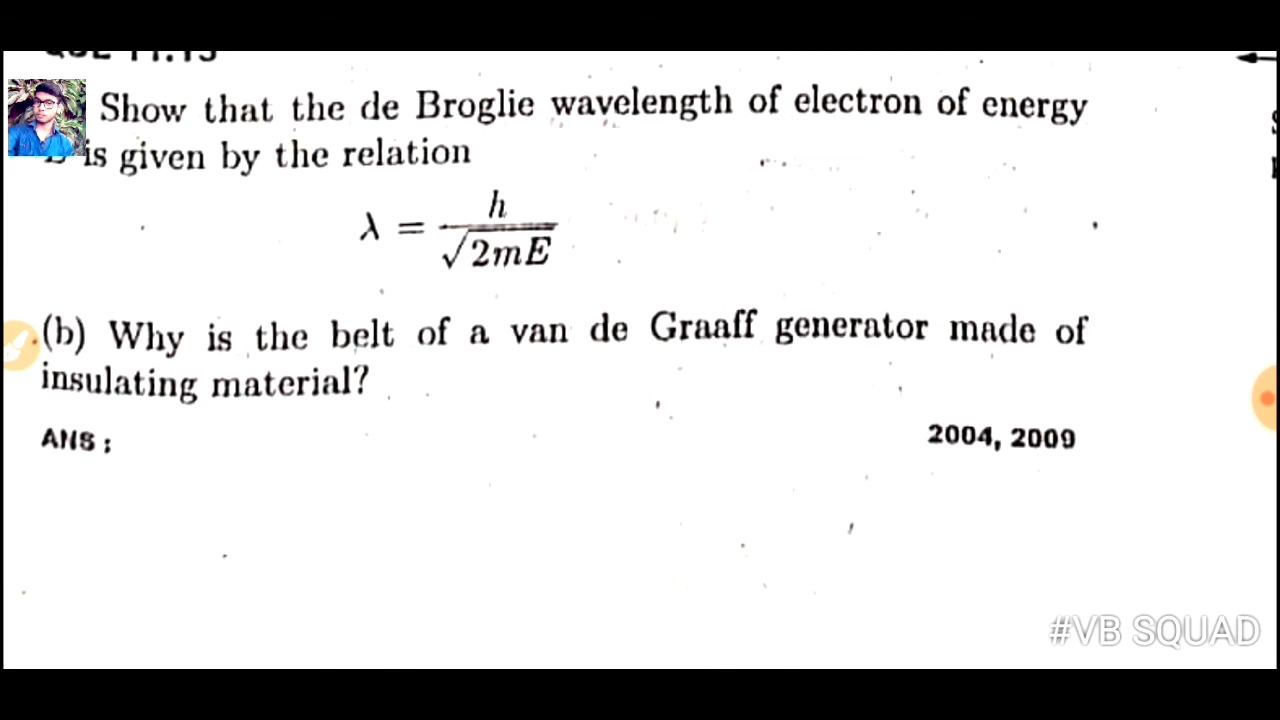 Show that the de Broglie wavelength of electron of energy
is given by the relation
λ = h / √2mE
(b) Why is the belt of a van de Graaff generator made of
insulating material?
ANS :
2004, 2009
#VB SQUAD